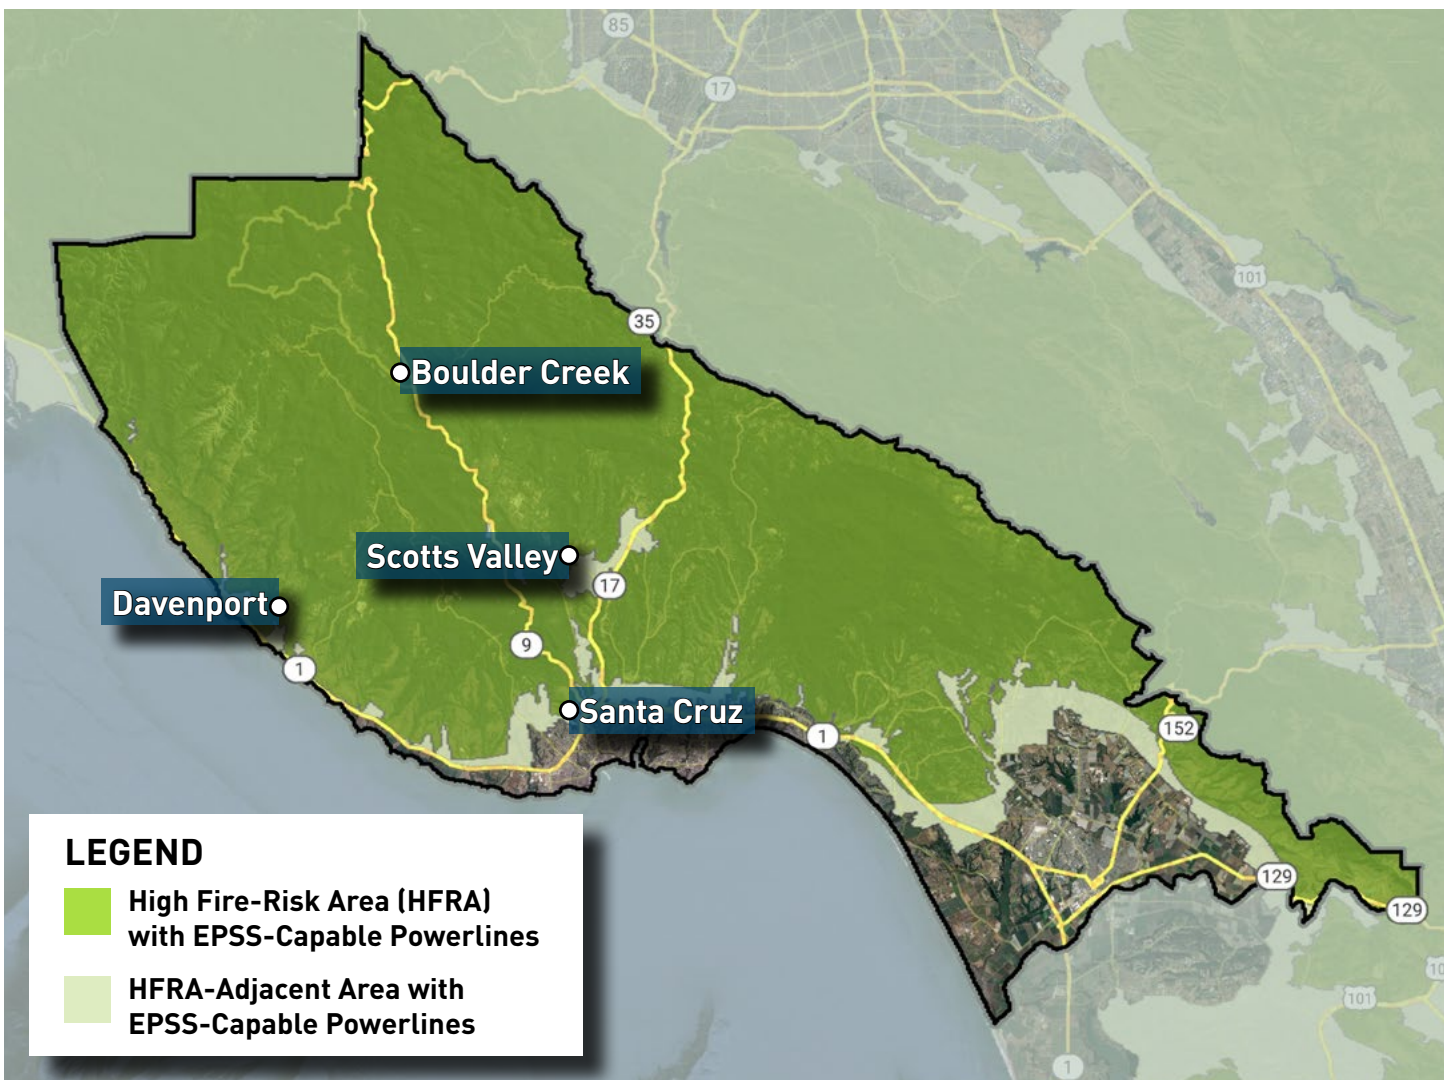 85
17
101
35
Boulder Creek
Scotts Valley
17
Davenport
9
1
Santa Cruz
1
152
129
129
101
1
LEGEND
High Fire-Risk Area (HFRA)
with EPSS-Capable Powerlines
HFRA-Adjacent Area with
EPSS-Capable Powerlines